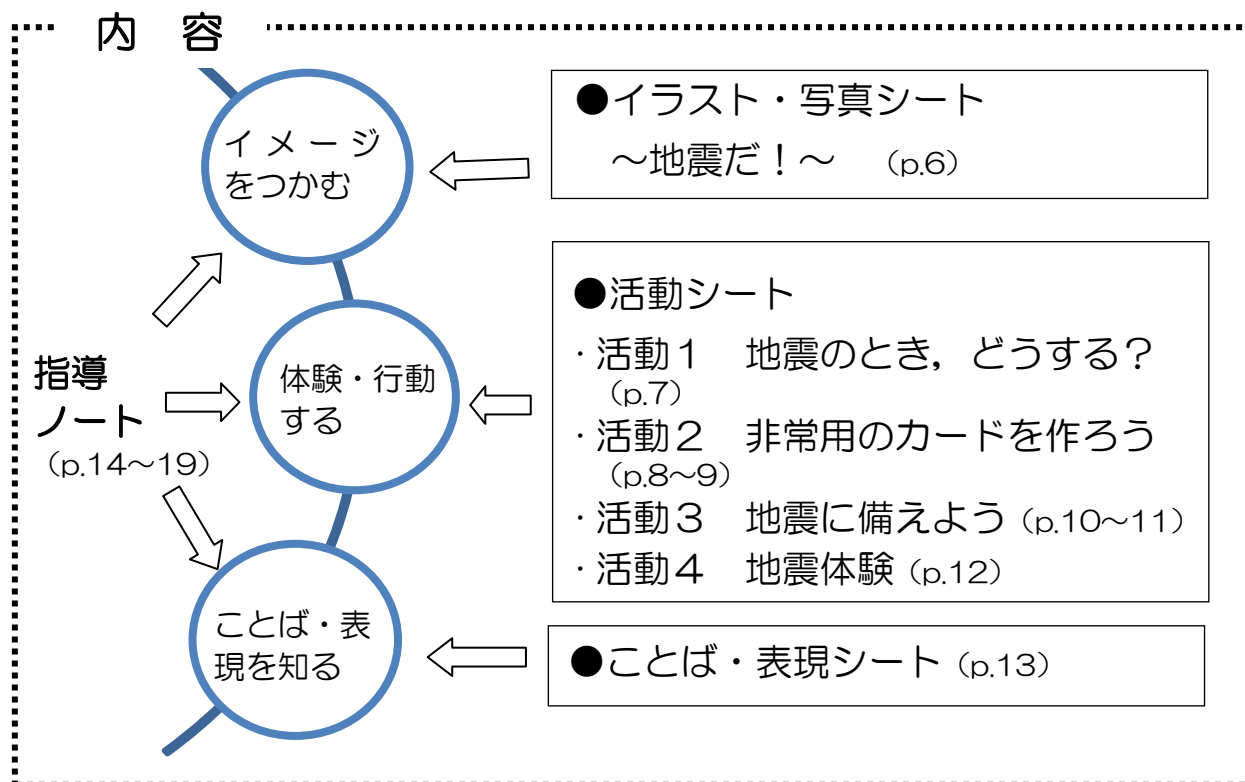 内　容
イメージ
をつかむ
●イラスト・写真シート
～地震だ！～　（p.6）
指導
ノート
（p.14～19）
体験・行動
する
●活動シート
・活動１　地震のとき，どうする？
（p.7）
・活動２　非常用のカードを作ろう
（p.8～9）
・活動３　地震に備えよう（p.10～11）
・活動４　地震体験（p.12）
ことば・表
現を知る
●ことば・表現シート（p.13）